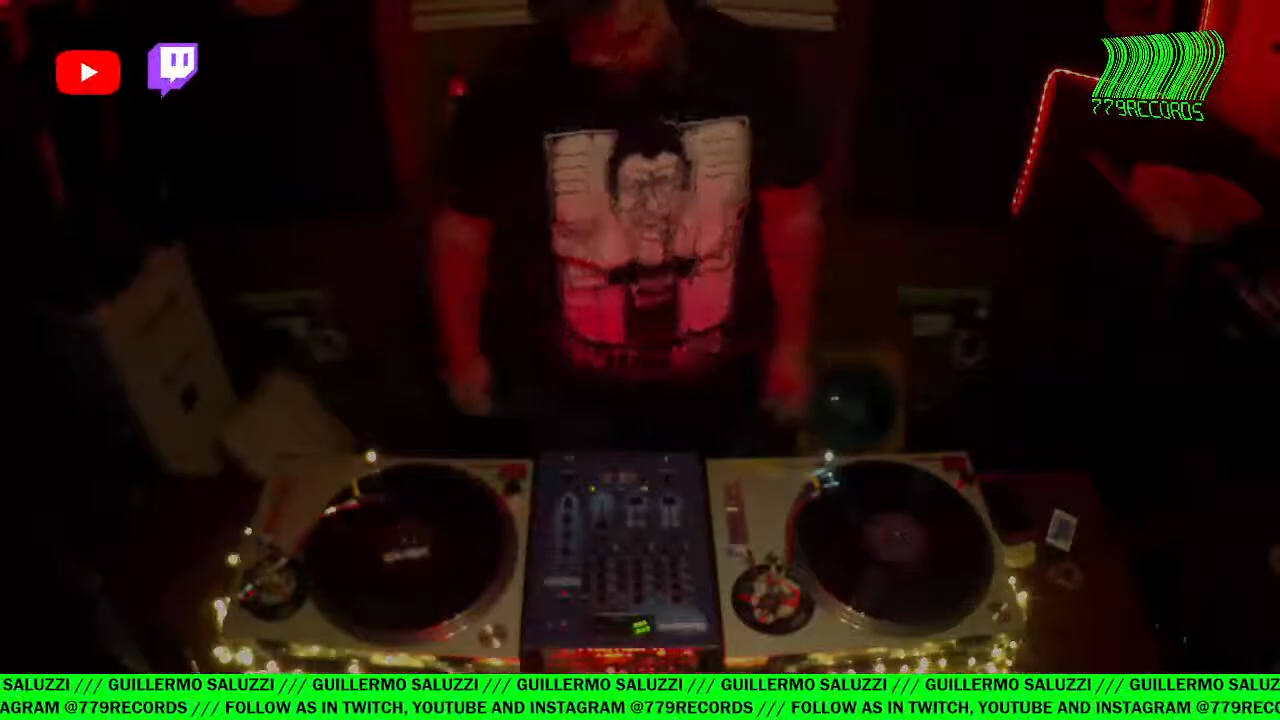 779RECORDS
SALUZZI /// GUILLERMO SALUZZI /// GUILLERMO SALUZZI /// GUILLERMO SALUZZI /// GUILLERMO SALUZZI /// GUILLERMO SALUZZI /// GUILLERMO SALUZZ
AGRAM @779RECORDS /// FOLLOW AS IN TWITCH, YOUTUBE AND INSTAGRAM @779RECORDS /// FOLLOW AS IN TWITCH, YOUTUBE AND INSTAGRAM @779RECO